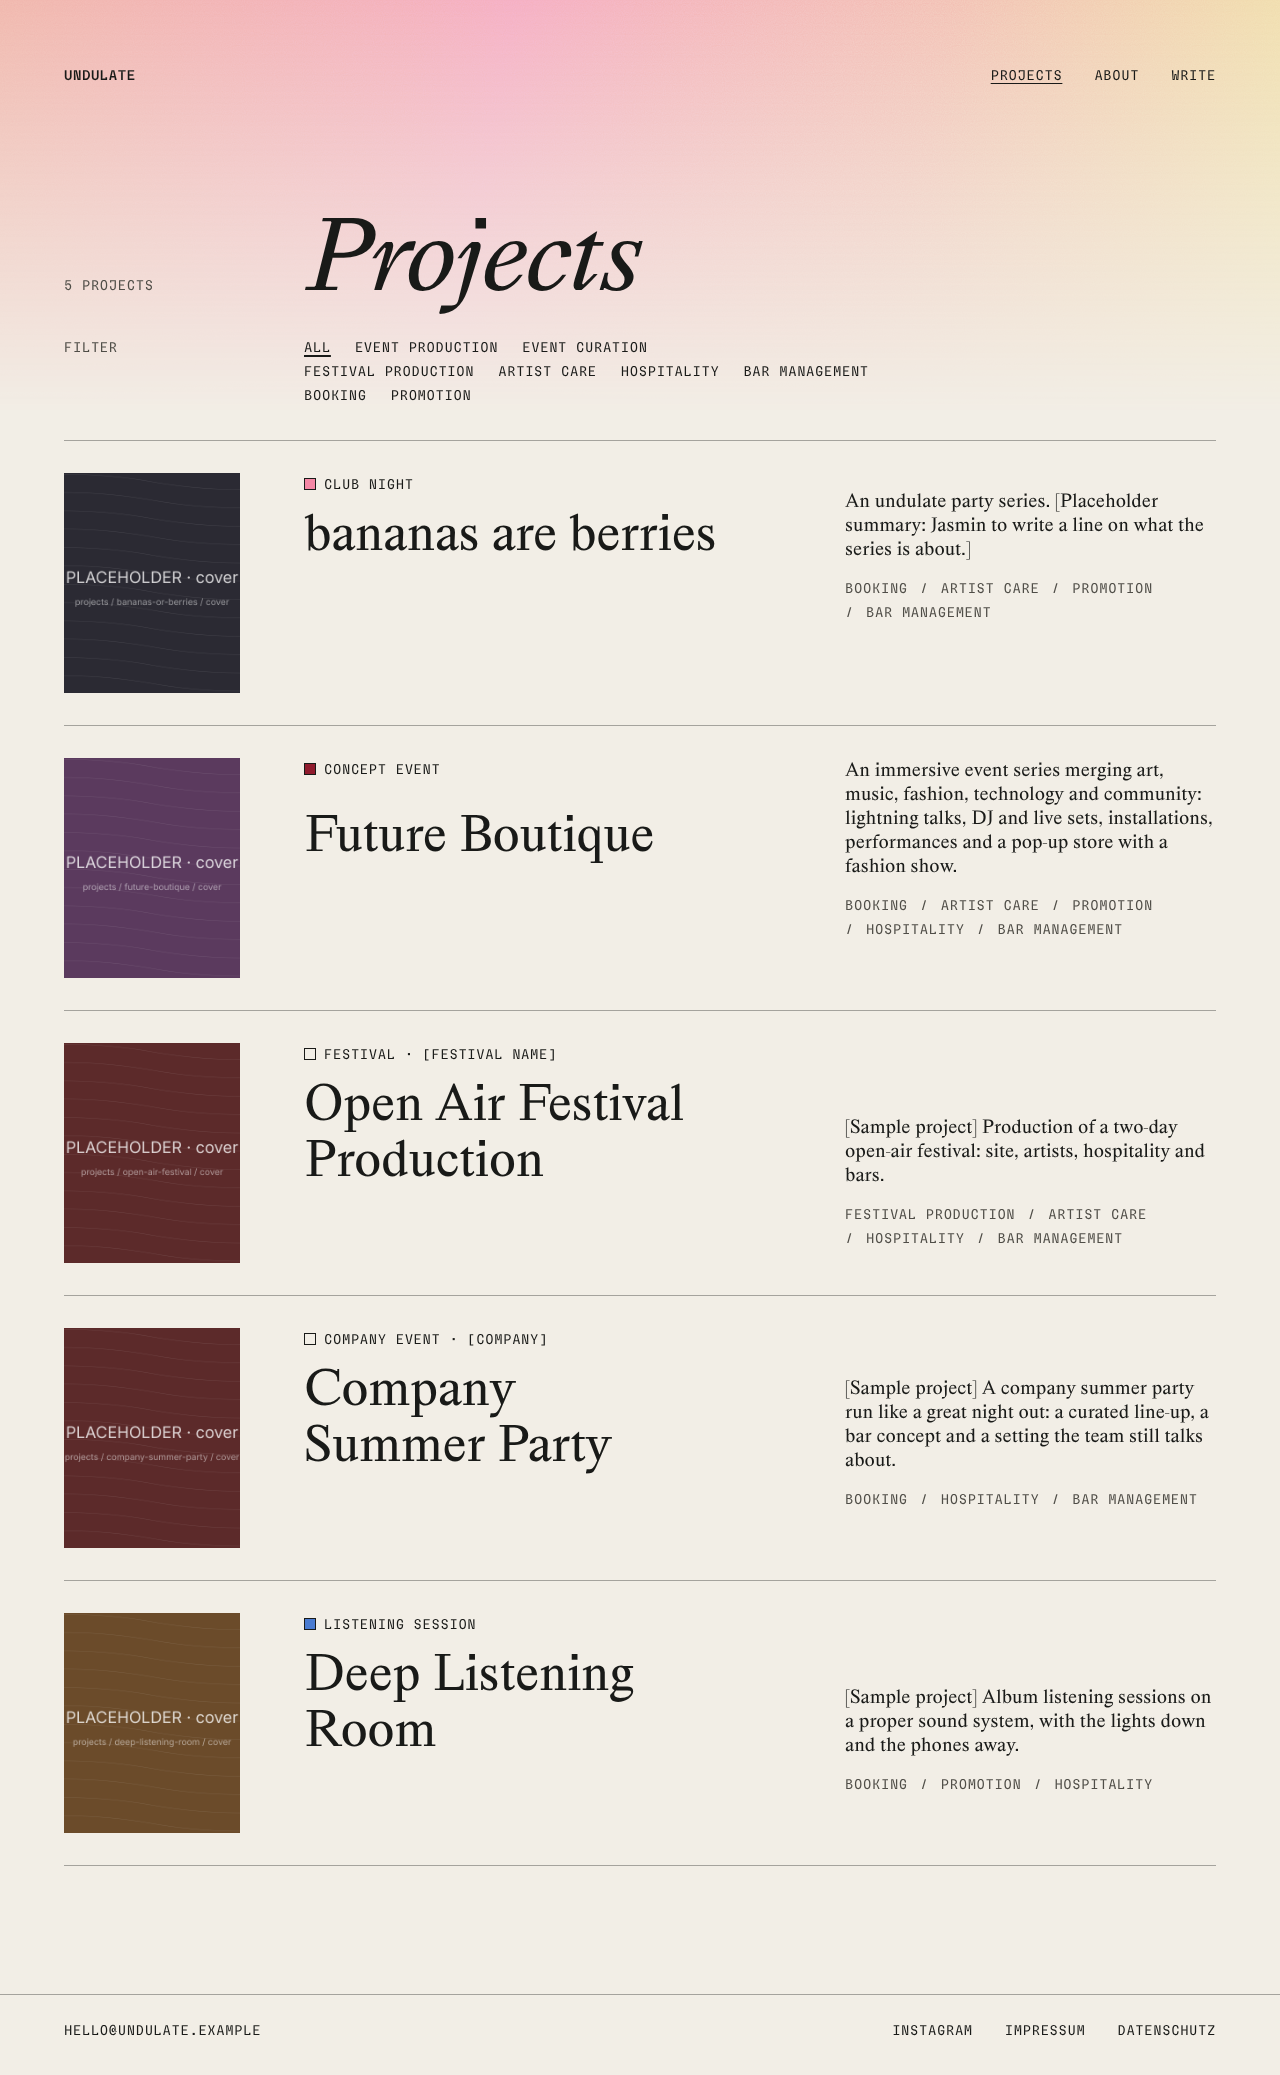 UNDULATE
PROJECTS ABOUT WRITE
Projects
5 PROJECTS
FILTER
ALL EVENT PRODUCTION EVENT CURATION
FESTIVAL PRODUCTION ARTIST CARE HOSPITALITY BAR MANAGEMENT
BOOKING PROMOTION
PLACEHOLDER · cover
projects / bananas-or-berries / cover
CLUB NIGHT
bananas are berries
An undulate party series. [Placeholder
summary: Jasmin to write a line on what the
series is about.]
BOOKING / ARTIST CARE / PROMOTION
/ BAR MANAGEMENT
PLACEHOLDER · cover
projects / future-boutique / cover
CONCEPT EVENT
Future Boutique
An immersive event series merging art,
music, fashion, technology and community:
lightning talks, DJ and live sets, installations,
performances and a pop-up store with a
fashion show.
BOOKING / ARTIST CARE / PROMOTION
/ HOSPITALITY / BAR MANAGEMENT
PLACEHOLDER · cover
projects / open-air-festival / cover
FESTIVAL · [FESTIVAL NAME]
Open Air Festival
Production
[Sample project] Production of a two-day
open-air festival: site, artists, hospitality and
bars.
FESTIVAL PRODUCTION / ARTIST CARE
/ HOSPITALITY / BAR MANAGEMENT
PLACEHOLDER · cover
projects / company-summer-party / cover
COMPANY EVENT · [COMPANY]
Company
Summer Party
[Sample project] A company summer party
run like a great night out: a curated line-up, a
bar concept and a setting the team still talks
about.
BOOKING / HOSPITALITY / BAR MANAGEMENT
PLACEHOLDER · cover
projects / deep-listening-room / cover
LISTENING SESSION
Deep Listening
Room
[Sample project] Album listening sessions on
a proper sound system, with the lights down
and the phones away.
BOOKING / PROMOTION / HOSPITALITY
HELLO@UNDULATE.EXAMPLE
INSTAGRAM IMPRESSUM DATENSCHUTZ